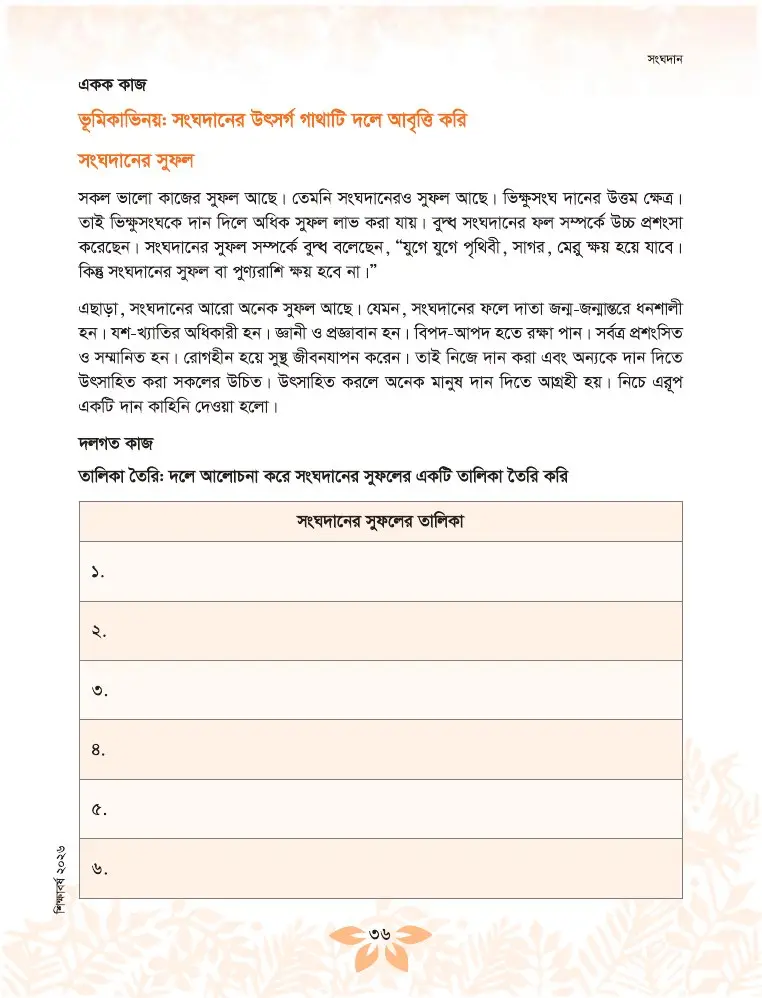 সংঘদান
একক কাজ
ভূমিকাভিনয়: সংঘদানের উৎসর্গ গাথাটি দলে আবৃত্তি করি
সংঘদানের সুফল
সকল ভালো কাজের সুফল আছে। তেমনি সংঘদানেরও সুফল আছে। ভিক্ষুসংঘ দানের উত্তম ক্ষেত্র।
তাই ভিক্ষুসংঘকে দান দিলে অধিক সুফল লাভ করা যায়। বুদ্ধ সংঘদানের ফল সম্পর্কে উচ্চ প্রশংসা
করেছেন। সংঘদানের সুফল সম্পর্কে বুদ্ধ বলেছেন, “যুগে যুগে পৃথিবী, সাগর, মেরু ক্ষয় হয়ে যাবে।
কিন্তু সংঘদানের সুফল বা পুণ্যরাশি ক্ষয় হবে না।”
এছাড়া, সংঘদানের আরো অনেক সুফল আছে। যেমন, সংঘদানের ফলে দাতা জন্ম-জন্মান্তরে ধনশালী
হন। যশ-খ্যাতির অধিকারী হন। জ্ঞানী ও প্রজ্ঞাবান হন। বিপদ-আপদ হতে রক্ষা পান। সর্বত্র প্রশংসিত
ও সম্মানিত হন। রোগহীন হয়ে সুস্থ জীবনযাপন করেন। তাই নিজে দান করা এবং অন্যকে দান দিতে
উৎসাহিত করা সকলের উচিত। উৎসাহিত করলে অনেক মানুষ দান দিতে আগ্রহী হয়। নিচে এরূপ
একটি দান কাহিনি দেওয়া হলো।
দলগত কাজ
তালিকা তৈরি: দলে আলোচনা করে সংঘদানের সুফলের একটি তালিকা তৈরি করি
সংঘদানের সুফলের তালিকা
১.
২.
৩.
৪.
৫.
৬.
শিক্ষাবর্ষ ২০২৬
৩৬